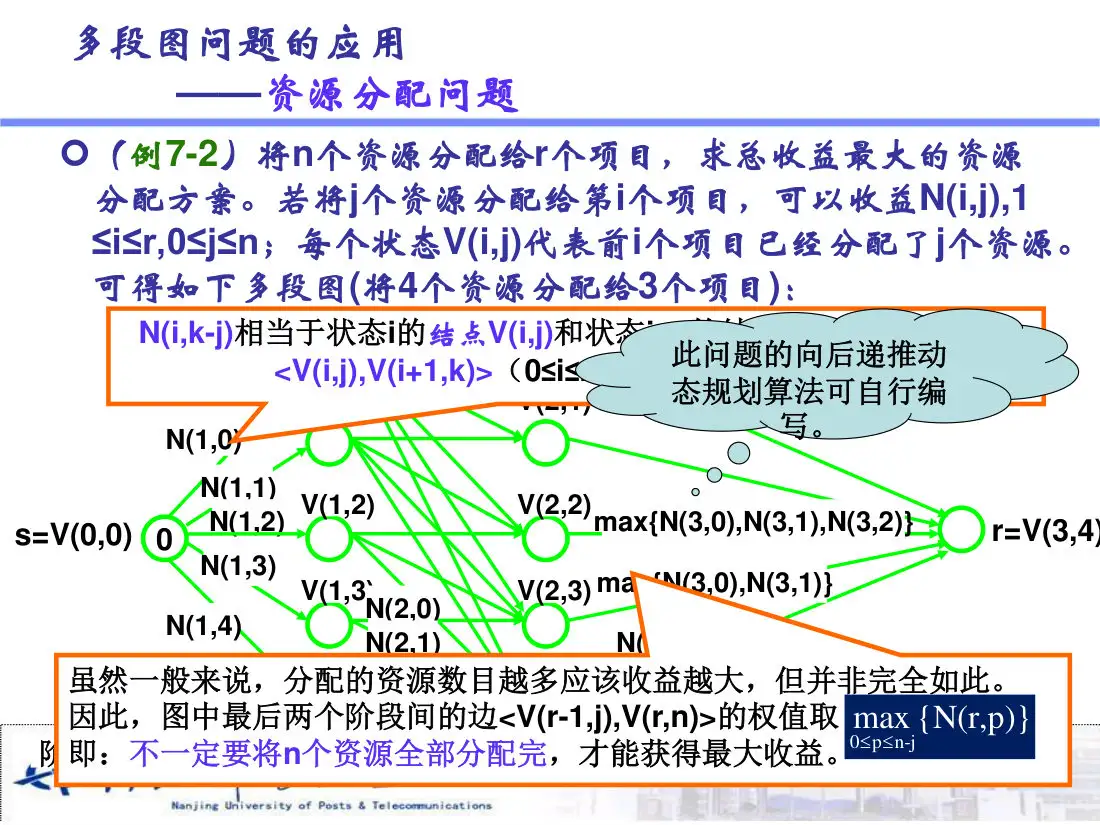 多段图问题的应用
——资源分配问题
（例7-2）将n个资源分配给r个项目，求总收益最大的资源
分配方案。若将j个资源分配给第i个项目，可以收益N(i,j),1
≤i≤r,0≤j≤n；每个状态V(i,j)代表前i个项目已经分配了j个资源。
可得如下多段图(将4个资源分配给3个项目)：
N(i,k-j)相当于状态i的结点V(i,j)和状态
<V(i,j),V(i+1,k)>（0≤i≤
此问题的向后递推动
态规划算法可自行编
写。
V(2,1)
N(1,0)
N(1,1)
V(1,2)
V(2,2)
N(1,2)
max{N(3,0),N(3,1),N(3,2)}
s=V(0,0)
0
r=V(3,4)
N(1,3)
V(1,3)
V(2,3)
max{N(3,0),N(3,1)}
N(2,0)
N(1,4)
N(2,1)
N(
虽然一般来说，分配的资源数目越多应该收益越大，但并非完全如此。
因此，图中最后两个阶段间的边<V(r-1,j),V(r,n)>的权值取 max {N(r,p)}
0≤p≤n-j
即：不一定要将n个资源全部分配完，才能获得最大收益。
Nanjing University of Posts & Telecommunications